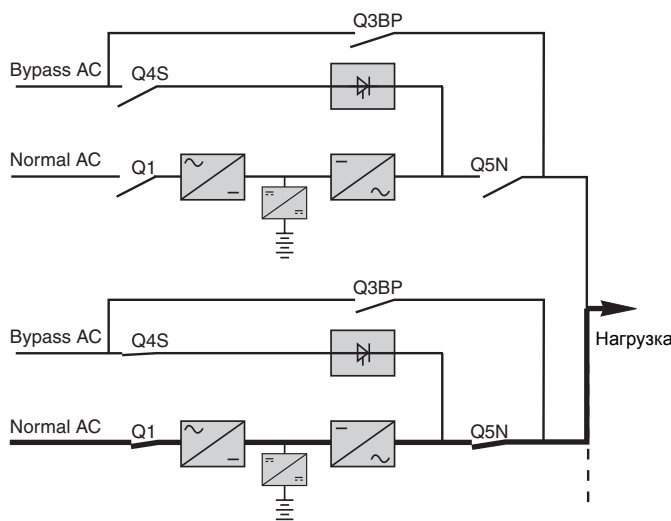 Q3BP
Bypass AC
Q4S
Normal AC
Q1
Q5N
Q3BP
Bypass AC
Q4S
Нагрузка
Normal AC
Q1
Q5N